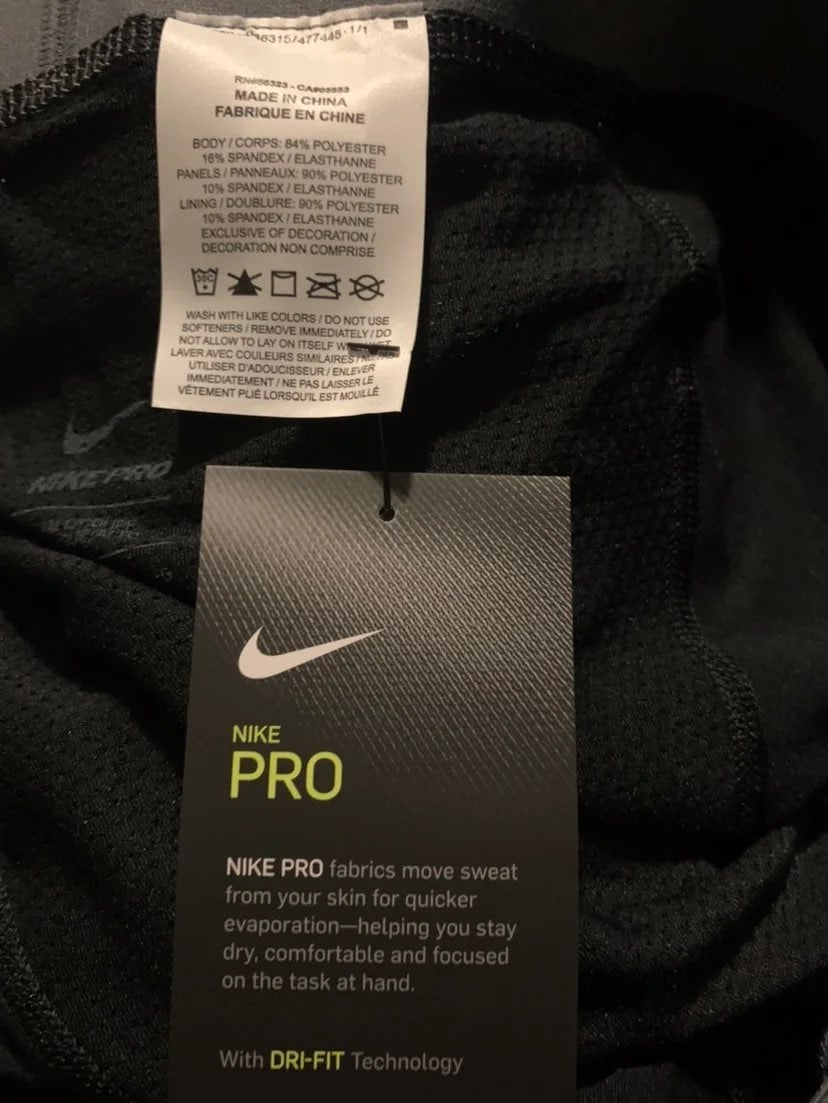 MADE IN CHINA
FABRIQUE EN CHINE
BODY / CORPS: 84% POLYESTER
16% SPANDEX / ELASTHANNE
PANELS / PANNEAUX: 90% POLYESTER
10% SPANDEX / ELASTHANNE
LINING / DOUBLURE: 90% POLYESTER
10% SPANDEX / ELASTHANNE
EXCLUSIVE OF DECORATION /
DECORATION NON COMPRISE
30C
WASH WITH LIKE COLORS / DO NOT USE
SOFTENERS / REMOVE IMMEDIATELY / DO
NOT ALLOW TO LAY ON ITSELF
LAVER AVEC COULEURS SIMILAIRES /
UTILISER D'ADOUCISSEUR / ENLEVER
IMMEDIATEMENT / NE PAS LAISSER LE
VÊTEMENT PLIÉ LORSQU'IL EST MOUILLÉ
NIKE PRO
NIKE
PRO
NIKE PRO fabrics move sweat
from your skin for quicker
evaporation—helping you stay
dry, comfortable and focused
on the task at hand.
With DRI-FIT Technology